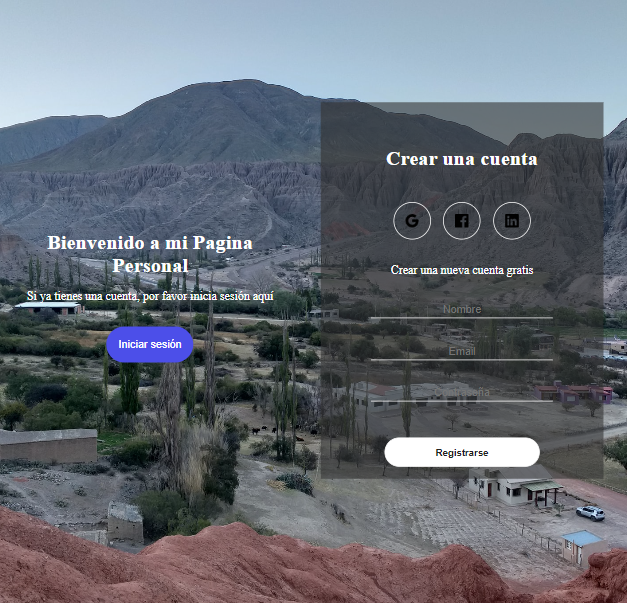 Bienvenido a mi Pagina
Personal
Si ya tienes una cuenta, por favor inicia sesión aquí
Iniciar sesión
Crear una cuenta
Crear una nueva cuenta gratis
Nombre
Email
Registrarse